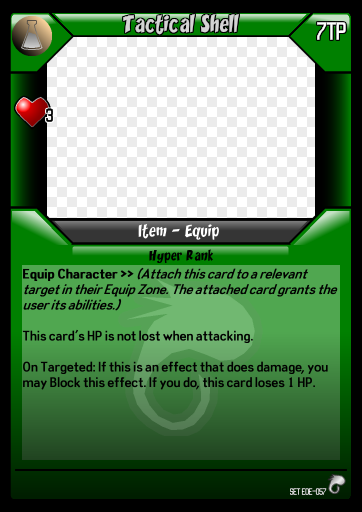 Tactical Shell
7TP
3
Item - Equip
Hyper Rank
Equip Character >> (Attach this card to a relevant
target in their Equip Zone. The attached card grants the
user its abilities.)
This card's HP is not lost when attacking.
On Targeted: If this is an effect that does damage, you
may Block this effect. If you do, this card loses 1 HP.
SET EOE-057